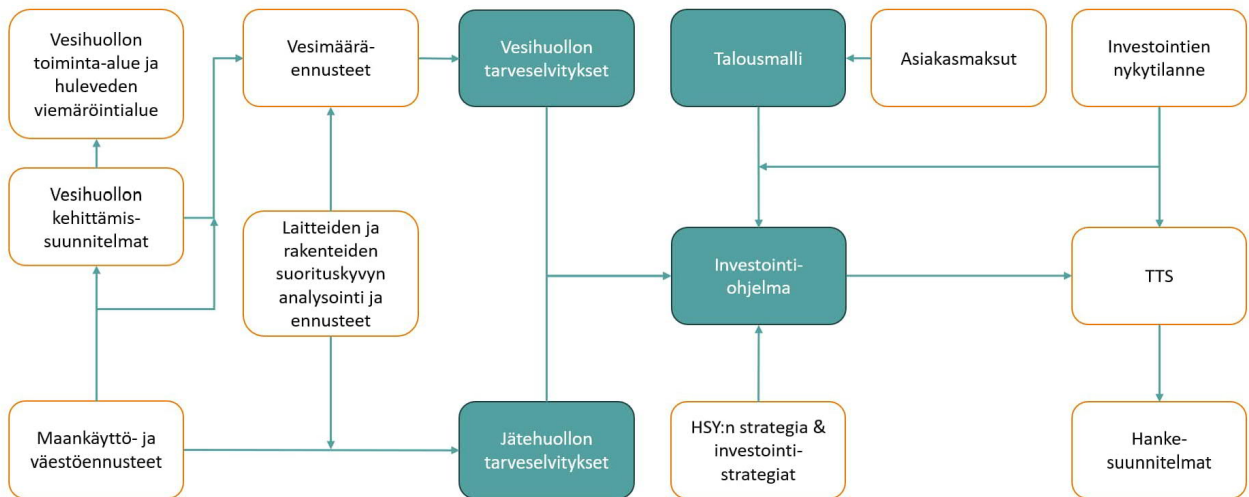 Vesihuollon
toiminta-alue ja
huleveden
viemäröintialue
Vesimäärä-
ennusteet
Vesihuollon
tarveselvitykset
Talousmalli
Asiakasmaksut
Investointien
nykytilanne
Vesihuollon
kehittämis-
suunnitelmat
Laitteiden ja
rakenteiden
suorituskyvyn
analysointi ja
ennusteet
Investointi-
ohjelma
TTS
Maankäyttö- ja
väestöennusteet
Jätehuollon
tarveselvitykset
HSY:n strategia &
investointi-
strategiat
Hanke-
suunnitelmat